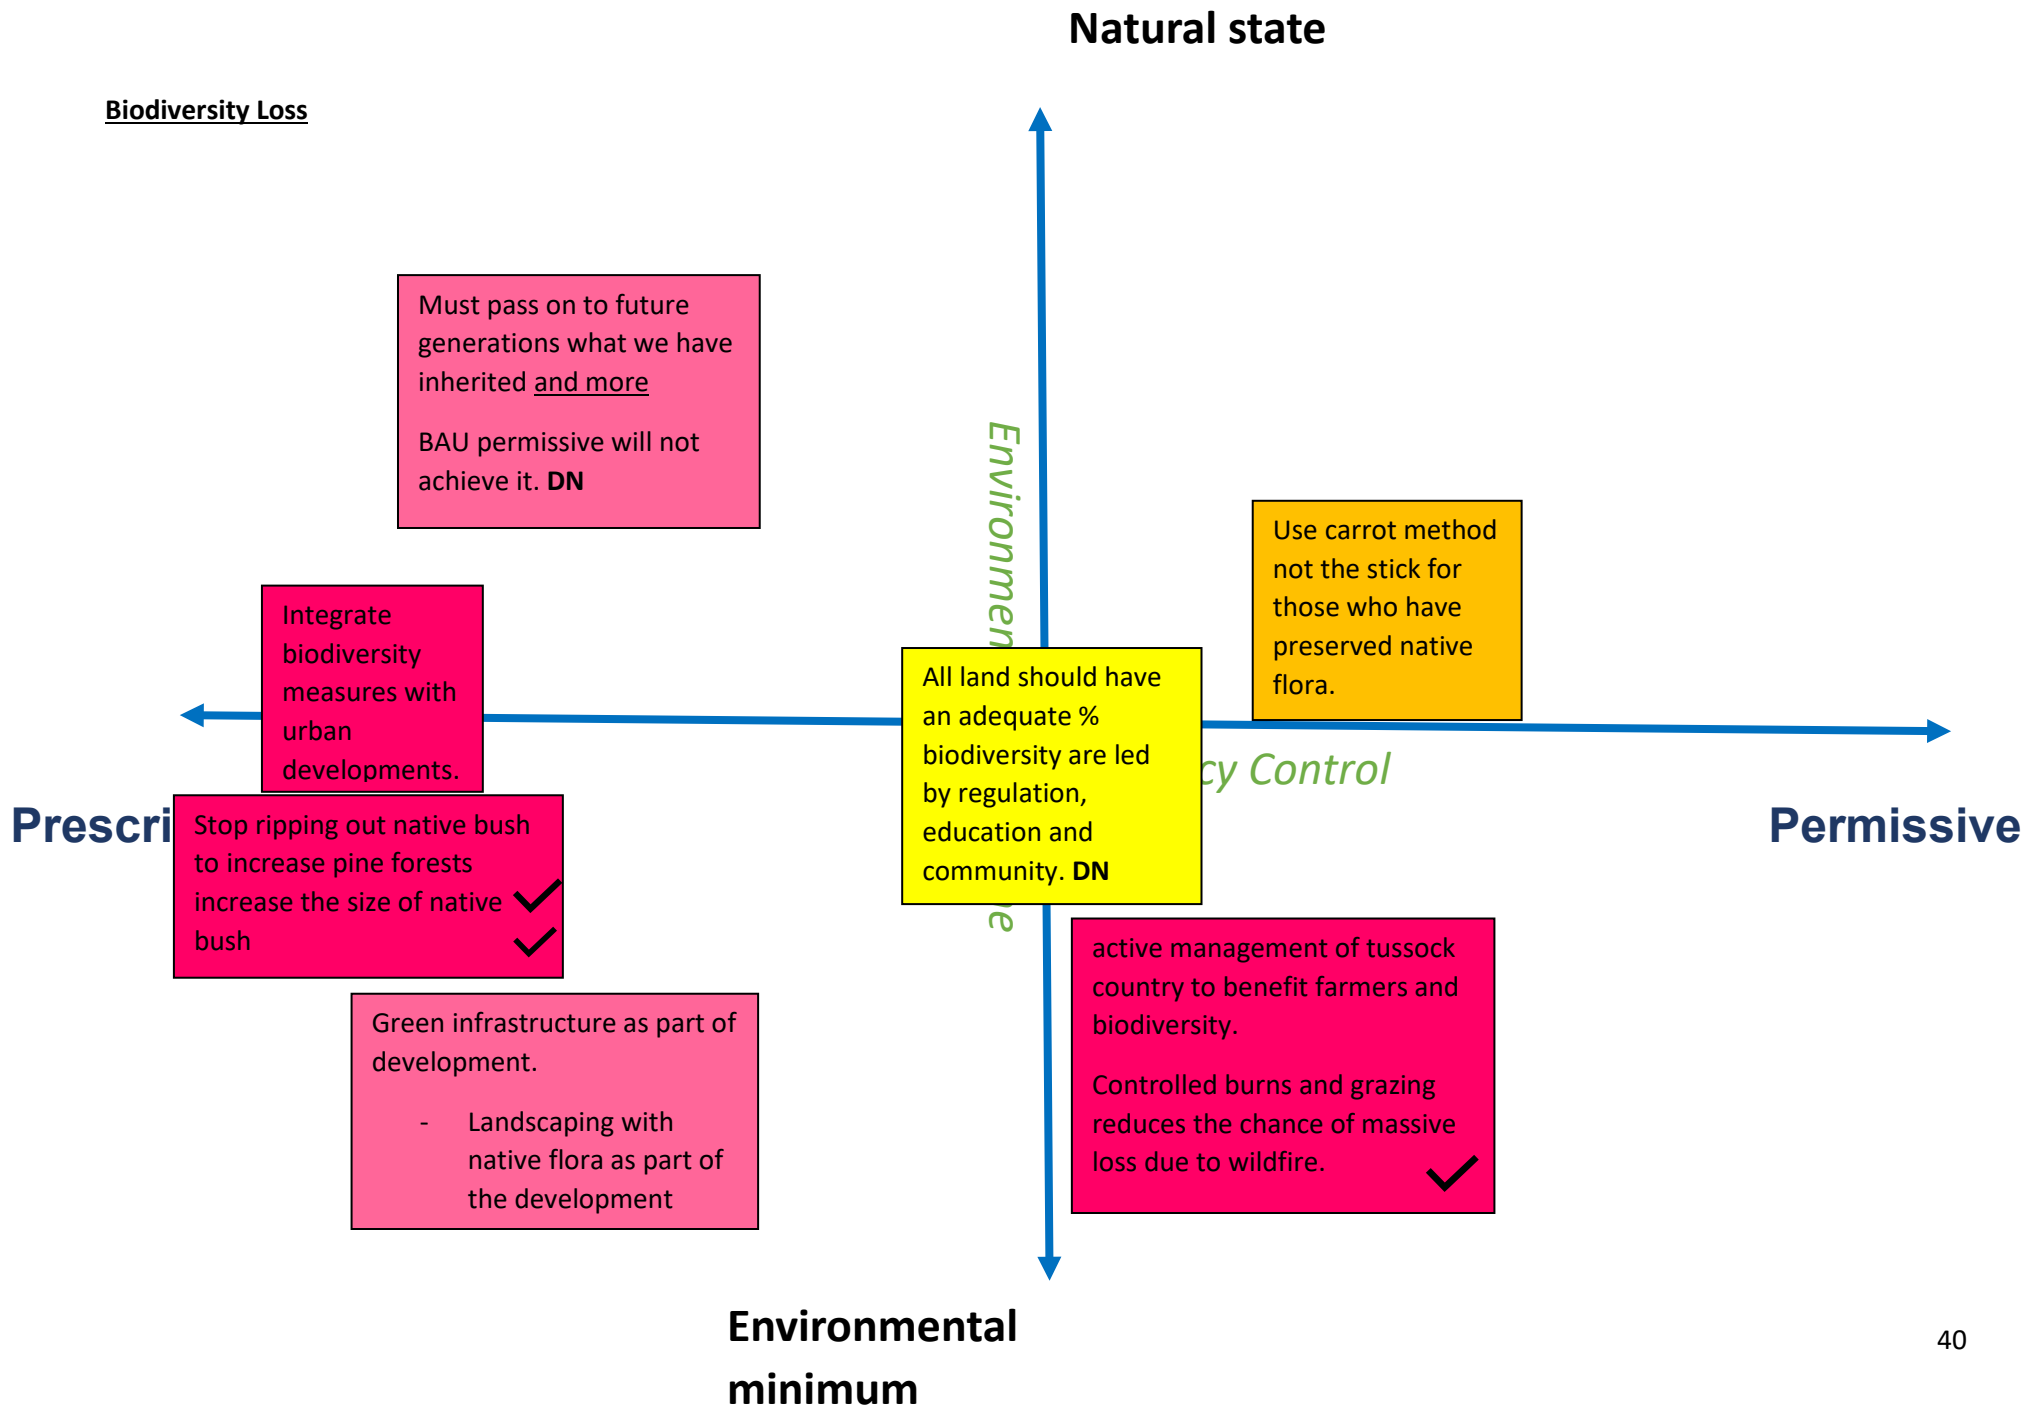 Natural state
Biodiversity Loss
Must pass on to future
generations what we have
inherited and more
BAU permissive will not
achieve it. DN
Use carrot method
not the stick for
those who have
preserved native
flora.
Integrate
biodiversity
measures with
urban
developments.
All land should have
an adequate %
biodiversity are led
by regulation,
education and
community. DN
Control
Permissive
Stop ripping out native bush
to increase pine forests
increase the size of native
bush
active management of tussock
country to benefit farmers and
biodiversity.
Controlled burns and grazing
reduces the chance of massive
loss due to wildfire.
Green infrastructure as part of
development.
- Landscaping with
native flora as part of
the development
Environmental
minimum
40